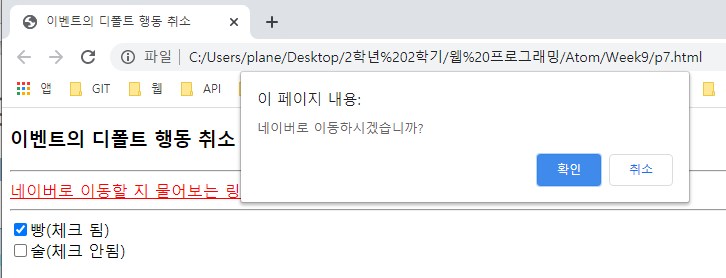 이벤트의 디폴트 행동 취소
파일 | C:/Users/plane/Desktop/2학년%202학기/웹%20프로그래밍/Atom/Week9/p7.html
앱 GIT 웹 API
이 페이지 내용:
네이버로 이동하시겠습니까?
확인 취소
이벤트의 디폴트 행동 취소
네이버로 이동할 지 물어보는 링
빵(체크 됨)
술(체크 안됨)